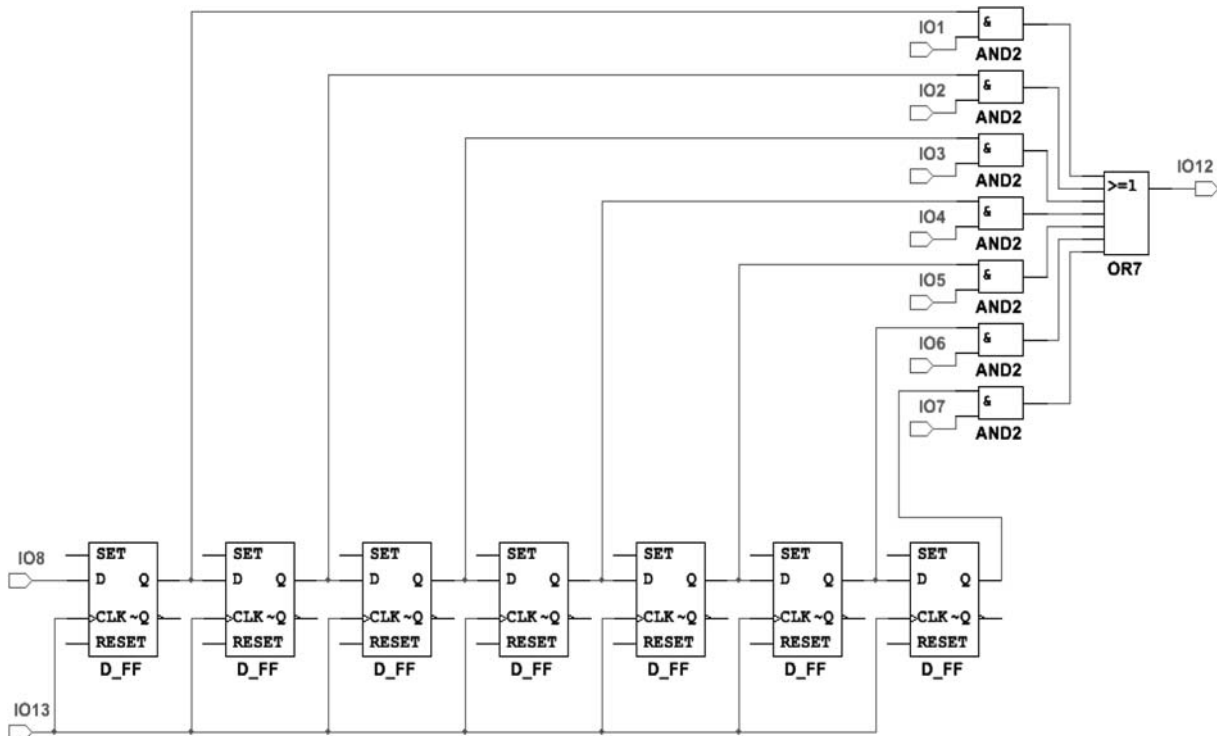 IO1
&
AND2
IO2
&
AND2
IO3
&
AND2
IO4
&
AND2
IO5
&
AND2
IO6
&
AND2
IO7
&
AND2
>=1
OR7
IO12
IO8
SET
D Q
CLK ~Q
RESET
D_FF
SET
D Q
CLK ~Q
RESET
D_FF
SET
D Q
CLK ~Q
RESET
D_FF
SET
D Q
CLK ~Q
RESET
D_FF
SET
D Q
CLK ~Q
RESET
D_FF
SET
D Q
CLK ~Q
RESET
D_FF
SET
D Q
CLK ~Q
RESET
D_FF
IO13